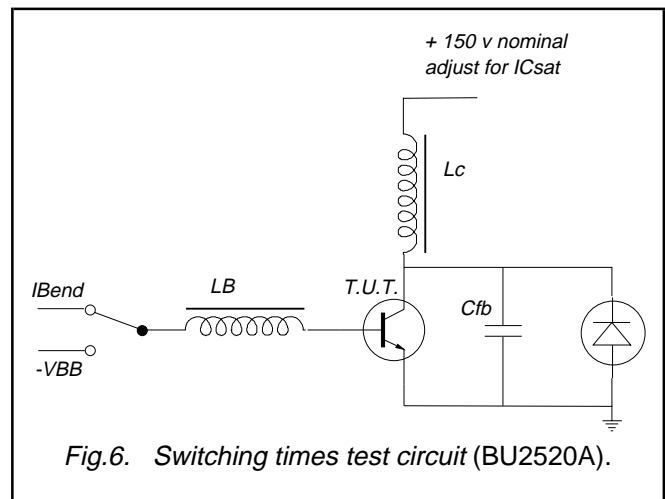 + 150 v nominal
adjust for ICsat
Lc
IBend
LB
T.U.T.
Cfb
-VBB
Fig.6. Switching times test circuit (BU2520A).